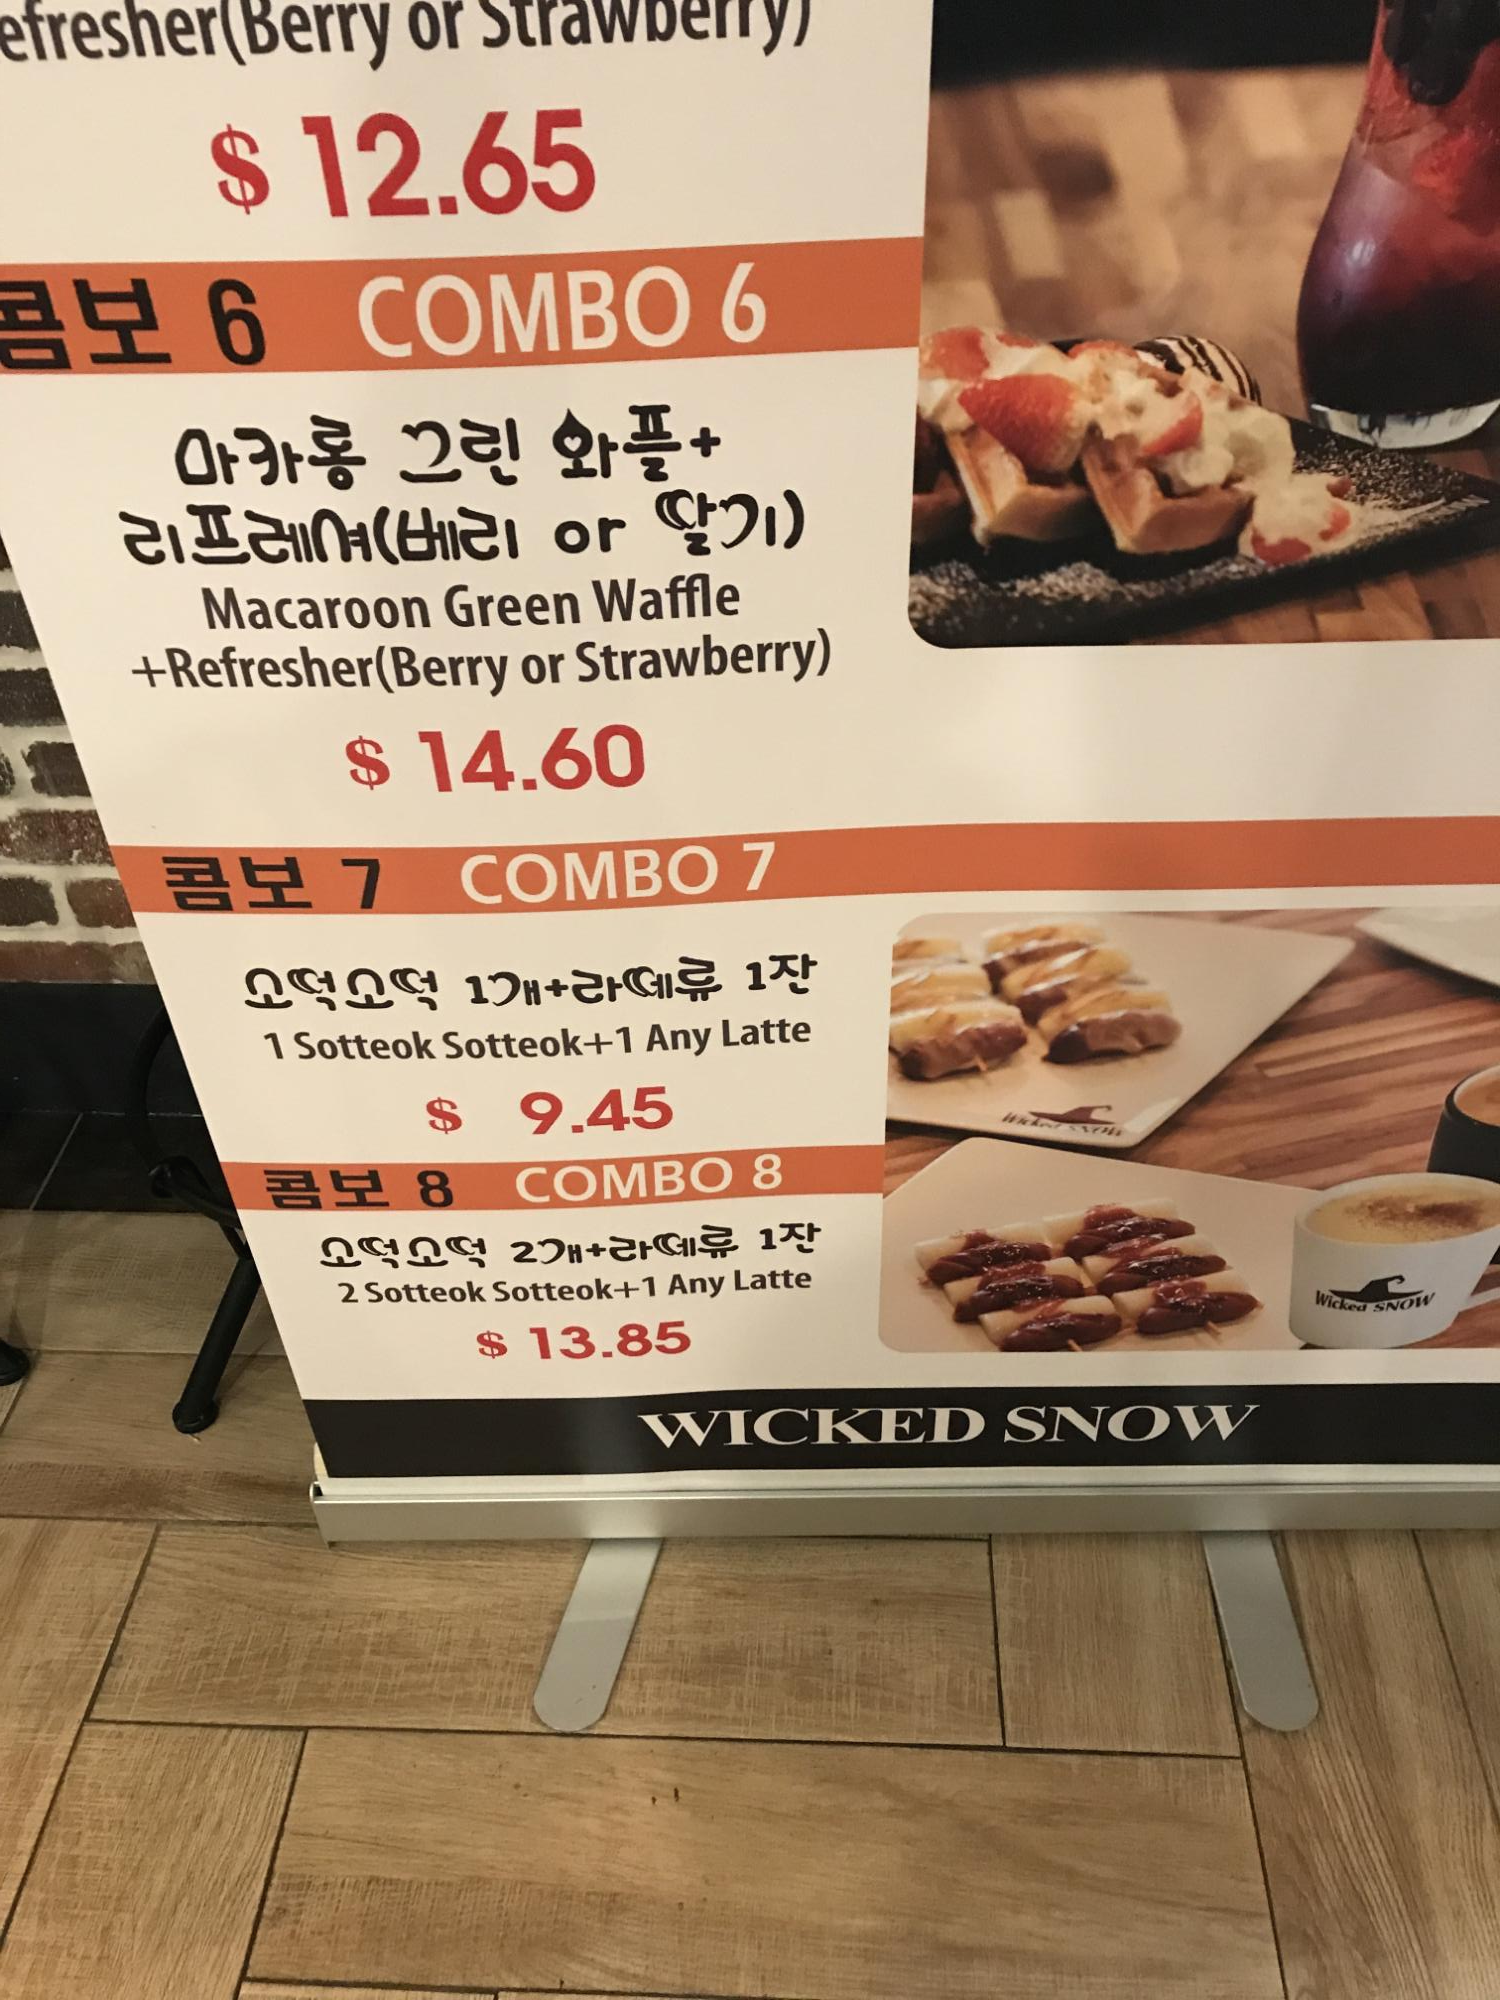 efresher(Berry or Strawberry)
$ 12.65
콤보 6 COMBO 6
마카롱 그린 와플+
리프레셔(베리 or 딸기)
Macaroon Green Waffle
+Refresher(Berry or Strawberry)
$ 14.60
콤보 7 COMBO 7
소떡소떡 1개+라떼류 1잔
1 Sotteok Sotteok+1 Any Latte
$ 9.45
Wicked SNOW
콤보 8 COMBO 8
소떡소떡 2개+라떼류 1잔
2 Sotteok Sotteok+1 Any Latte
$ 13.85
Wicked SNOW
WICKED SNOW